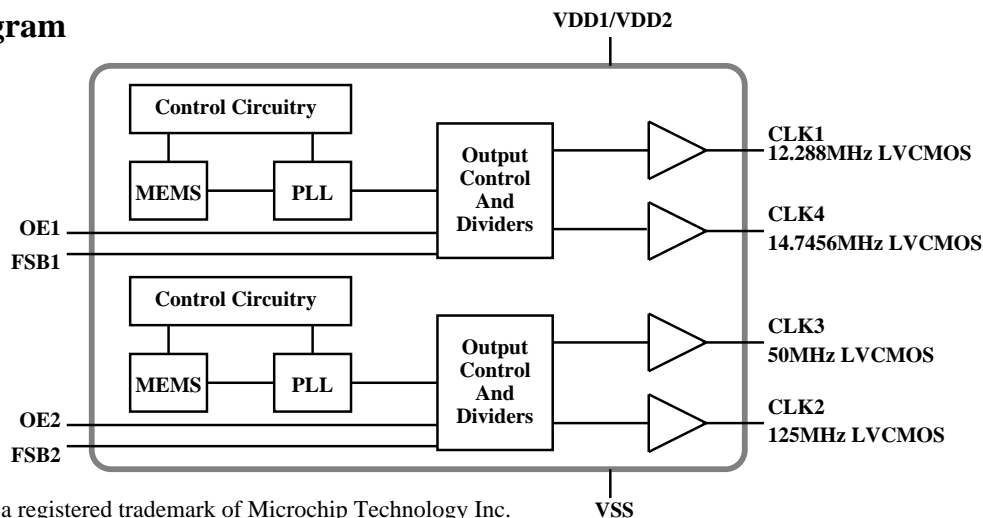 gram
VDD1/VDD2
Control Circuitry
MEMS
PLL
Output
Control
And
Dividers
CLK1
12.288MHz LVCMOS
CLK4
14.7456MHz LVCMOS
OE1
FSB1
Control Circuitry
MEMS
PLL
Output
Control
And
Dividers
CLK3
50MHz LVCMOS
CLK2
125MHz LVCMOS
OE2
FSB2
a registered trademark of Microchip Technology Inc.
VSS